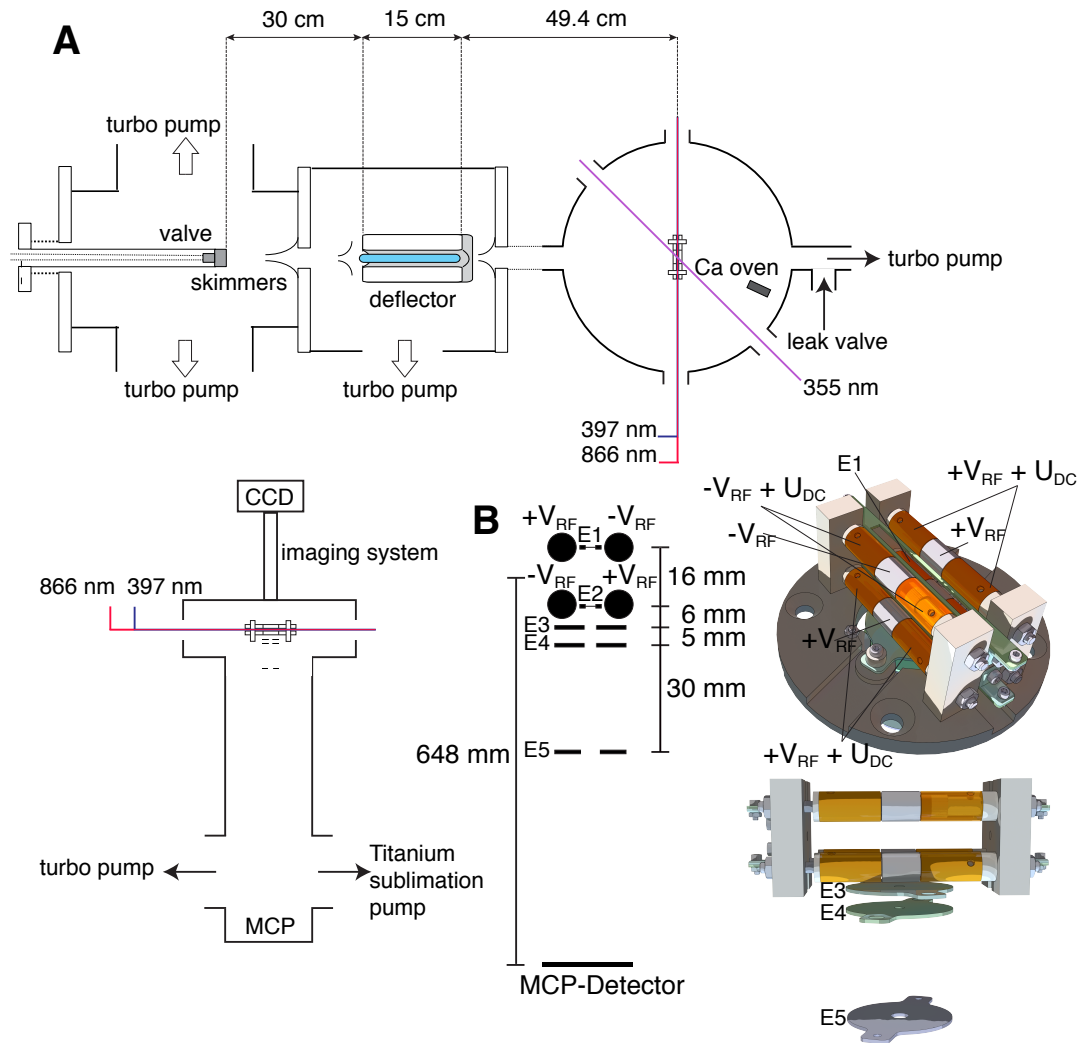 A
30 cm
15 cm
49.4 cm
turbo pump
valve
skimmers
deflector
Ca oven
turbo pump
leak valve
turbo pump
turbo pump
355 nm
397 nm
866 nm
CCD
imaging system
866 nm
397 nm
turbo pump
Titanium
sublimation
pump
MCP
B
+VRF
-VRF
E1
-VRF
+VRF
E2
E3
E4
E5
16 mm
6 mm
5 mm
30 mm
648 mm
MCP-Detector
E1
-VRF + UDC
+VRF + UDC
-VRF
+VRF
+VRF
+VRF + UDC
E3
E4
E5